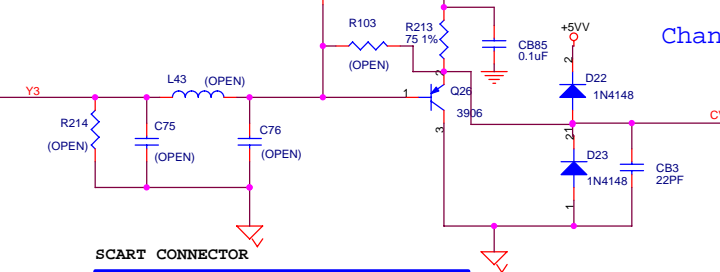 R103
(OPEN)
R213
75 1%
CB85
0.1uF
+5VV
Chan
Y3
L43
(OPEN)
R214
(OPEN)
C75
(OPEN)
C76
(OPEN)
1
2
3
Q26
3906
2
D22
1N4148
21
D23
1N4148
1
CB3
22PF
SCART CONNECTOR